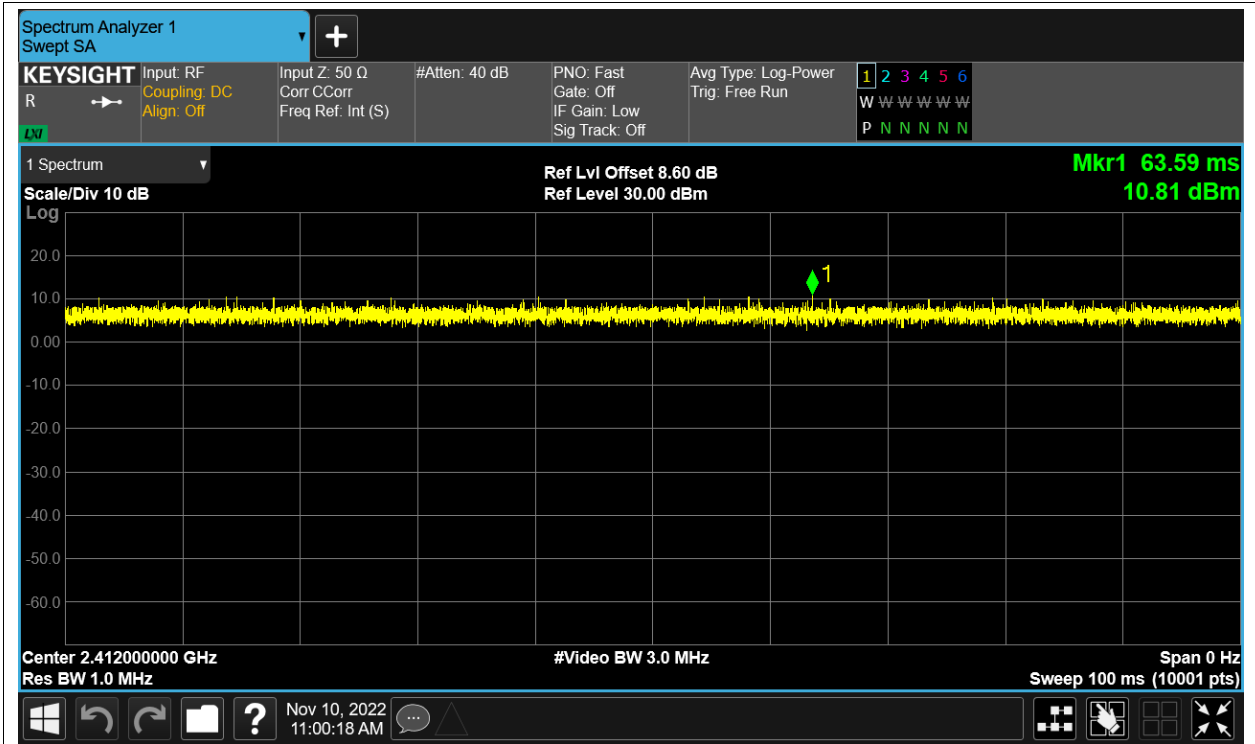 Spectrum Analyzer 1
Swept SA
+
KEYSIGHT
R
LXI
Input: RF
Coupling: DC
Align: Off
Input Z: 50 Ω
Corr CCorr
Freq Ref: Int (S)
#Atten: 40 dB
PNO: Fast
Gate: Off
IF Gain: Low
Sig Track: Off
Avg Type: Log-Power
Trig: Free Run
1 2 3 4 5 6
W W W W W W
P N N N N N
1 Spectrum
Scale/Div 10 dB
Log
Ref Lvl Offset 8.60 dB
Ref Level 30.00 dBm
Mkr1 63.59 ms
10.81 dBm
1
20.0
10.0
0.00
-10.0
-20.0
-30.0
-40.0
-50.0
-60.0
Center 2.412000000 GHz
Res BW 1.0 MHz
#Video BW 3.0 MHz
Span 0 Hz
Sweep 100 ms (10001 pts)
?
Nov 10, 2022
11:00:18 AM